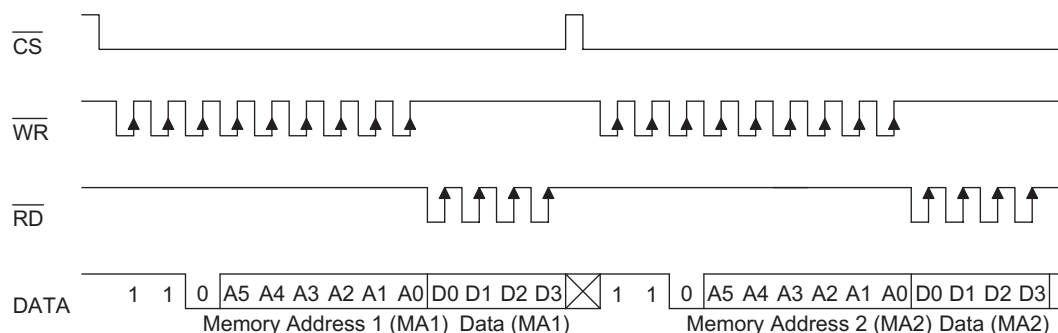 CS
WR
RD
DATA 1 1 0 A5 A4 A3 A2 A1 A0 D0 D1 D2 D3 1 1 0 A5 A4 A3 A2 A1 A0 D0 D1 D2 D3
Memory Address 1 (MA1) Data (MA1) Memory Address 2 (MA2) Data (MA2)